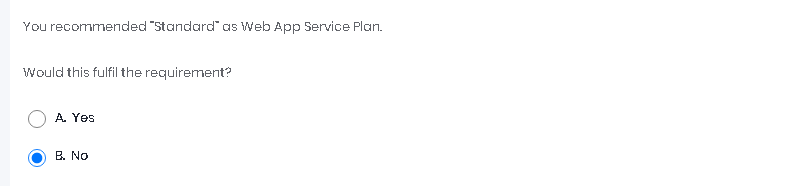 You recommended "Standard" as Web App Service Plan.
Would this fulfil the requirement?
A. Yes
B. No